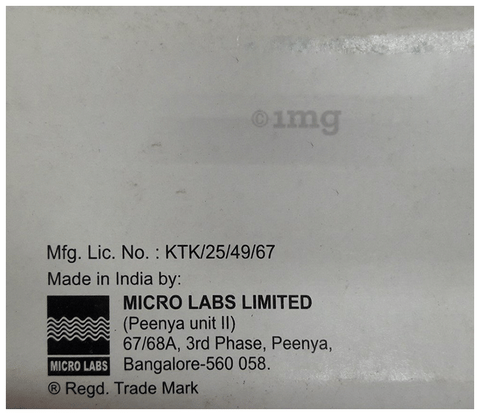 ©1mg
Mfg. Lic. No. : KTK/25/49/67
Made in India by:
MICRO LABS LIMITED
(Peenya unit II)
67/68A, 3rd Phase, Peenya,
Bangalore-560 058.
MICRO LABS
® Regd. Trade Mark